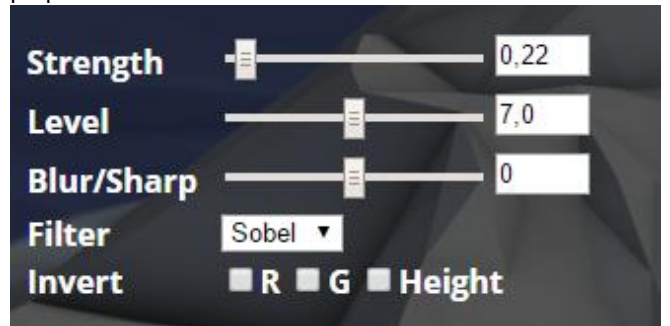 Strength 0,22
Level 7,0
Blur/Sharp 0
Filter Sobel
Invert R G Height